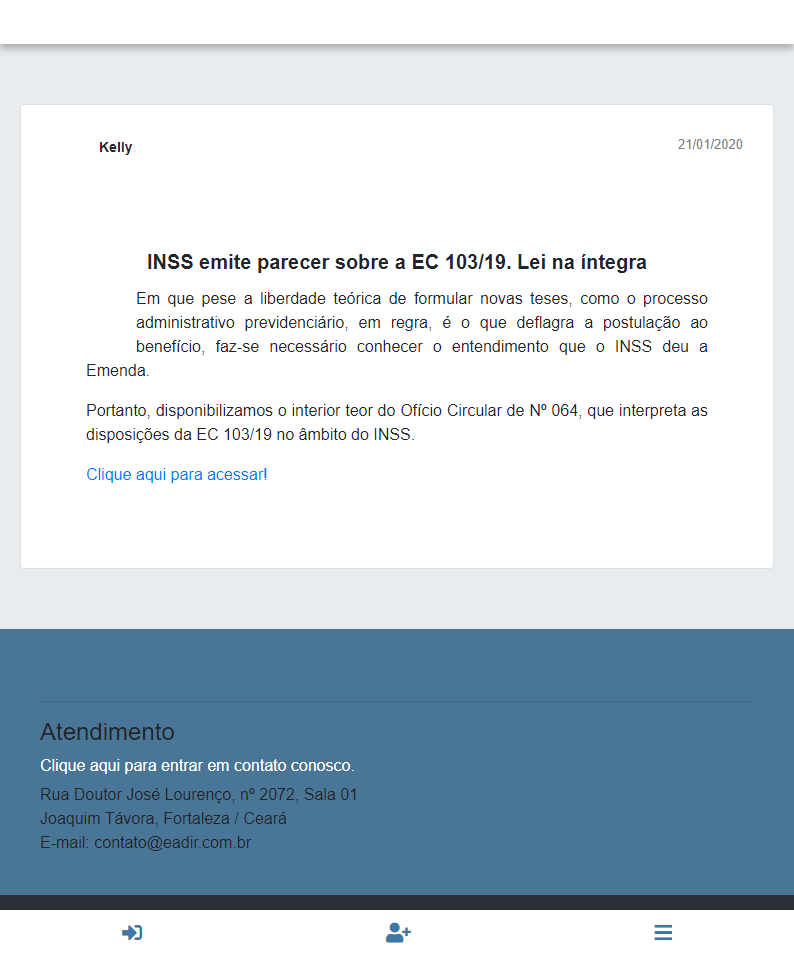 Kelly
21/01/2020
INSS emite parecer sobre a EC 103/19. Lei na íntegra
Em que pese a liberdade teórica de formular novas teses, como o processo
administrativo previdenciário, em regra, é o que deflagra a postulação ao
benefício, faz-se necessário conhecer o entendimento que o INSS deu a
Emenda.
Portanto, disponibilizamos o interior teor do Ofício Circular de Nº 064, que interpreta as
disposições da EC 103/19 no âmbito do INSS.
Clique aqui para acessar!
Atendimento
Clique aqui para entrar em contato conosco.
Rua Doutor José Lourenço, nº 2072, Sala 01
Joaquim Távora, Fortaleza / Ceará
E-mail: contato@eadir.com.br